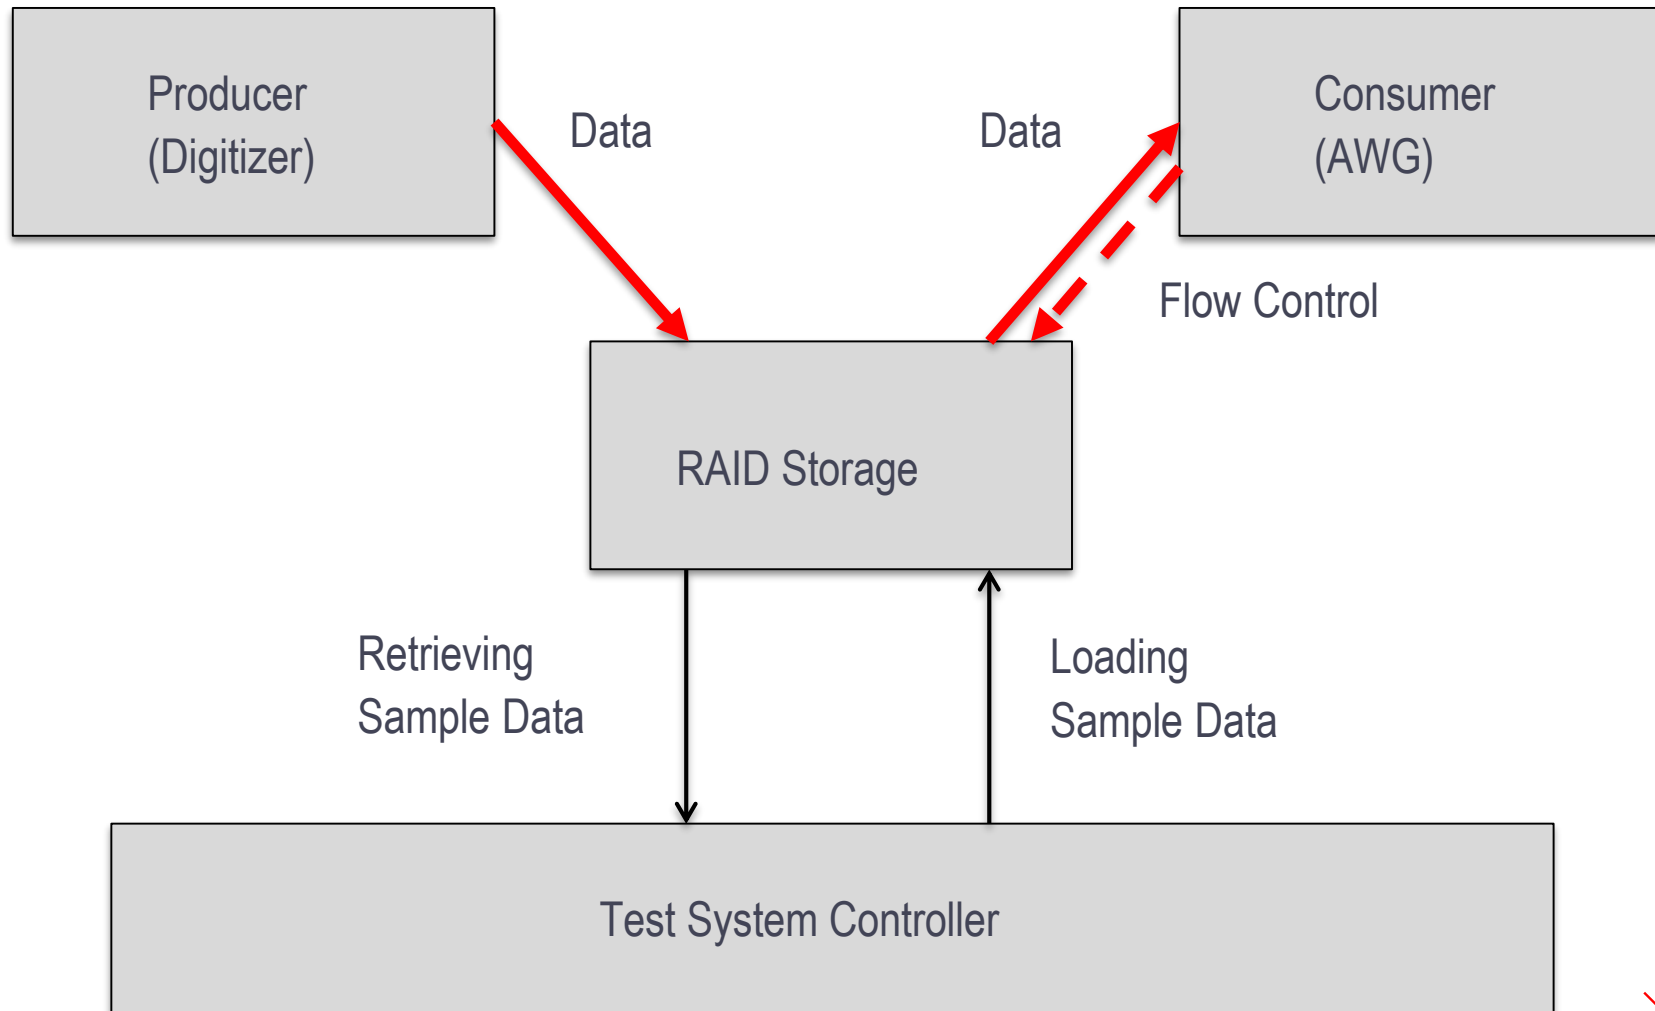 Producer
(Digitizer)
Data
Data
Consumer
(AWG)
Flow Control
RAID Storage
Retrieving
Sample Data
Loading
Sample Data
Test System Controller